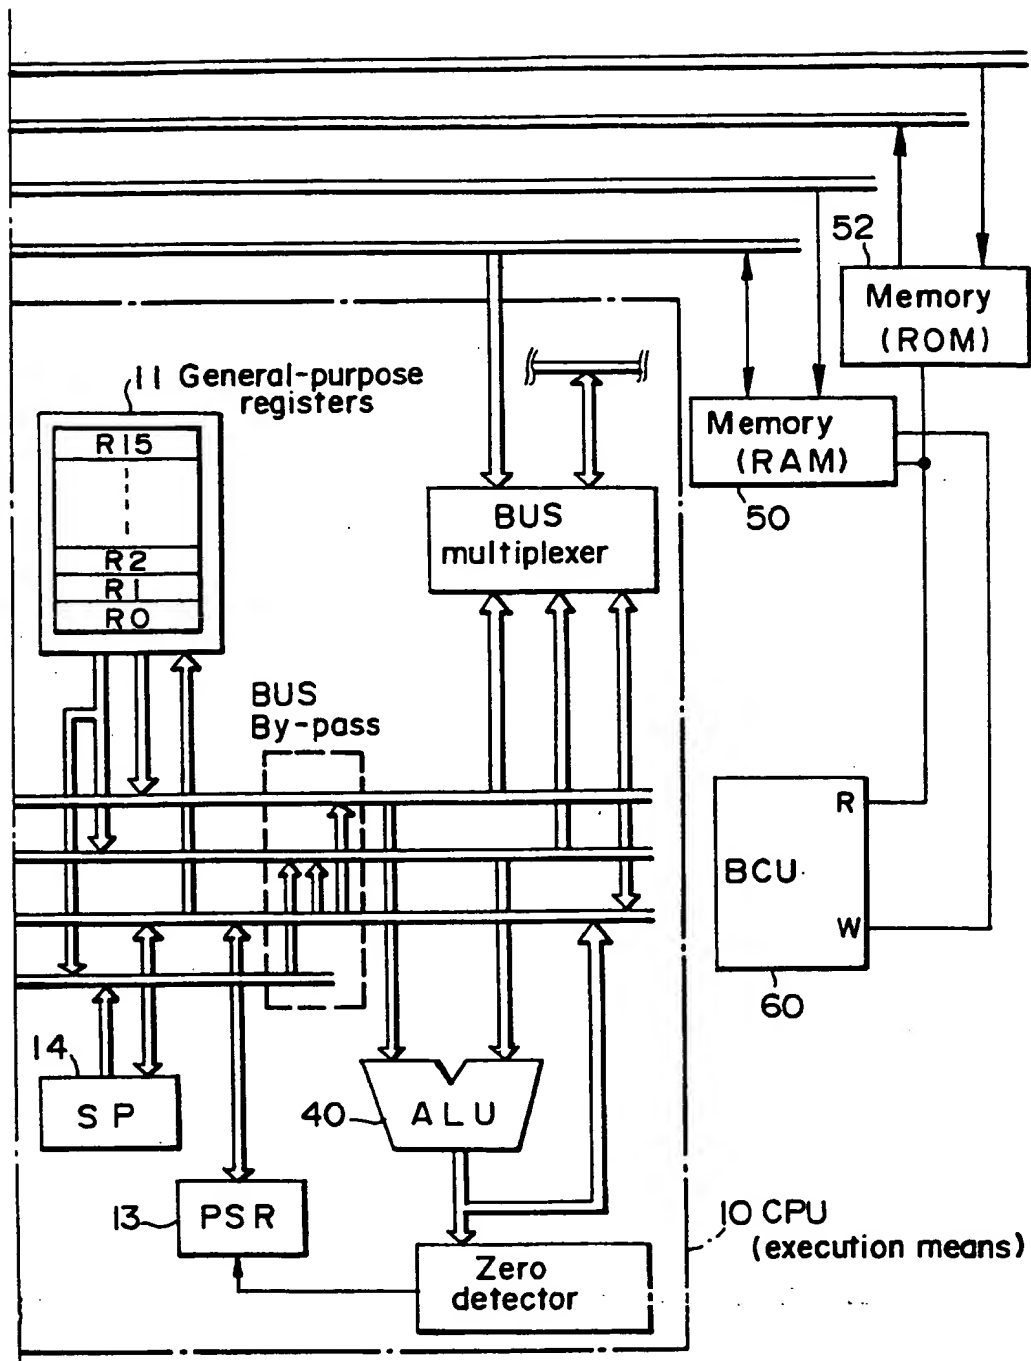 52
Memory
(ROM)
11 General-purpose
registers
R15
R2
R1
R0
Memory
(RAM)
50
BUS
multiplexer
BUS
By-pass
R
BCU
W
60
14
SP
40
ALU
13
PSR
10 CPU
(execution means)
Zero
detector